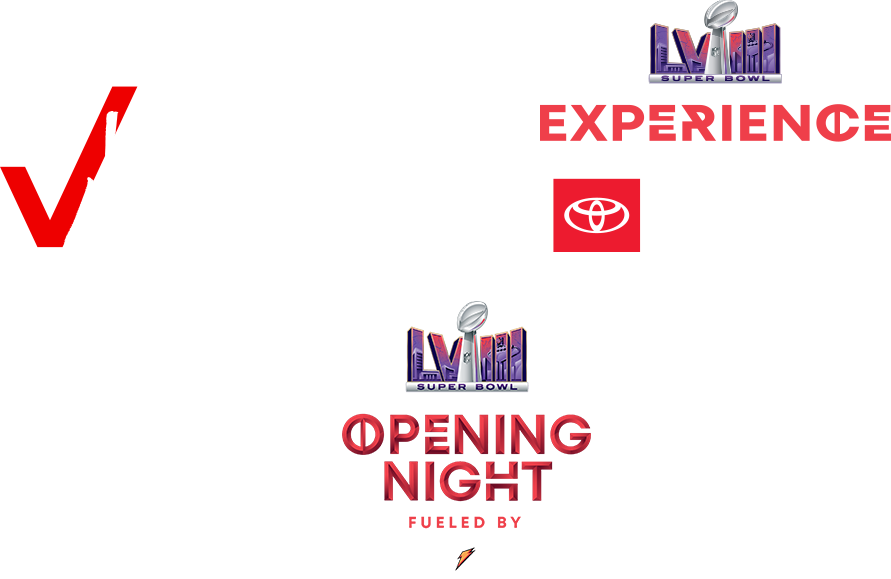 LVIII
SUPER BOWL
EXPERIENCE
LVIII
SUPER BOWL
OPENING
NIGHT
FUELED BY